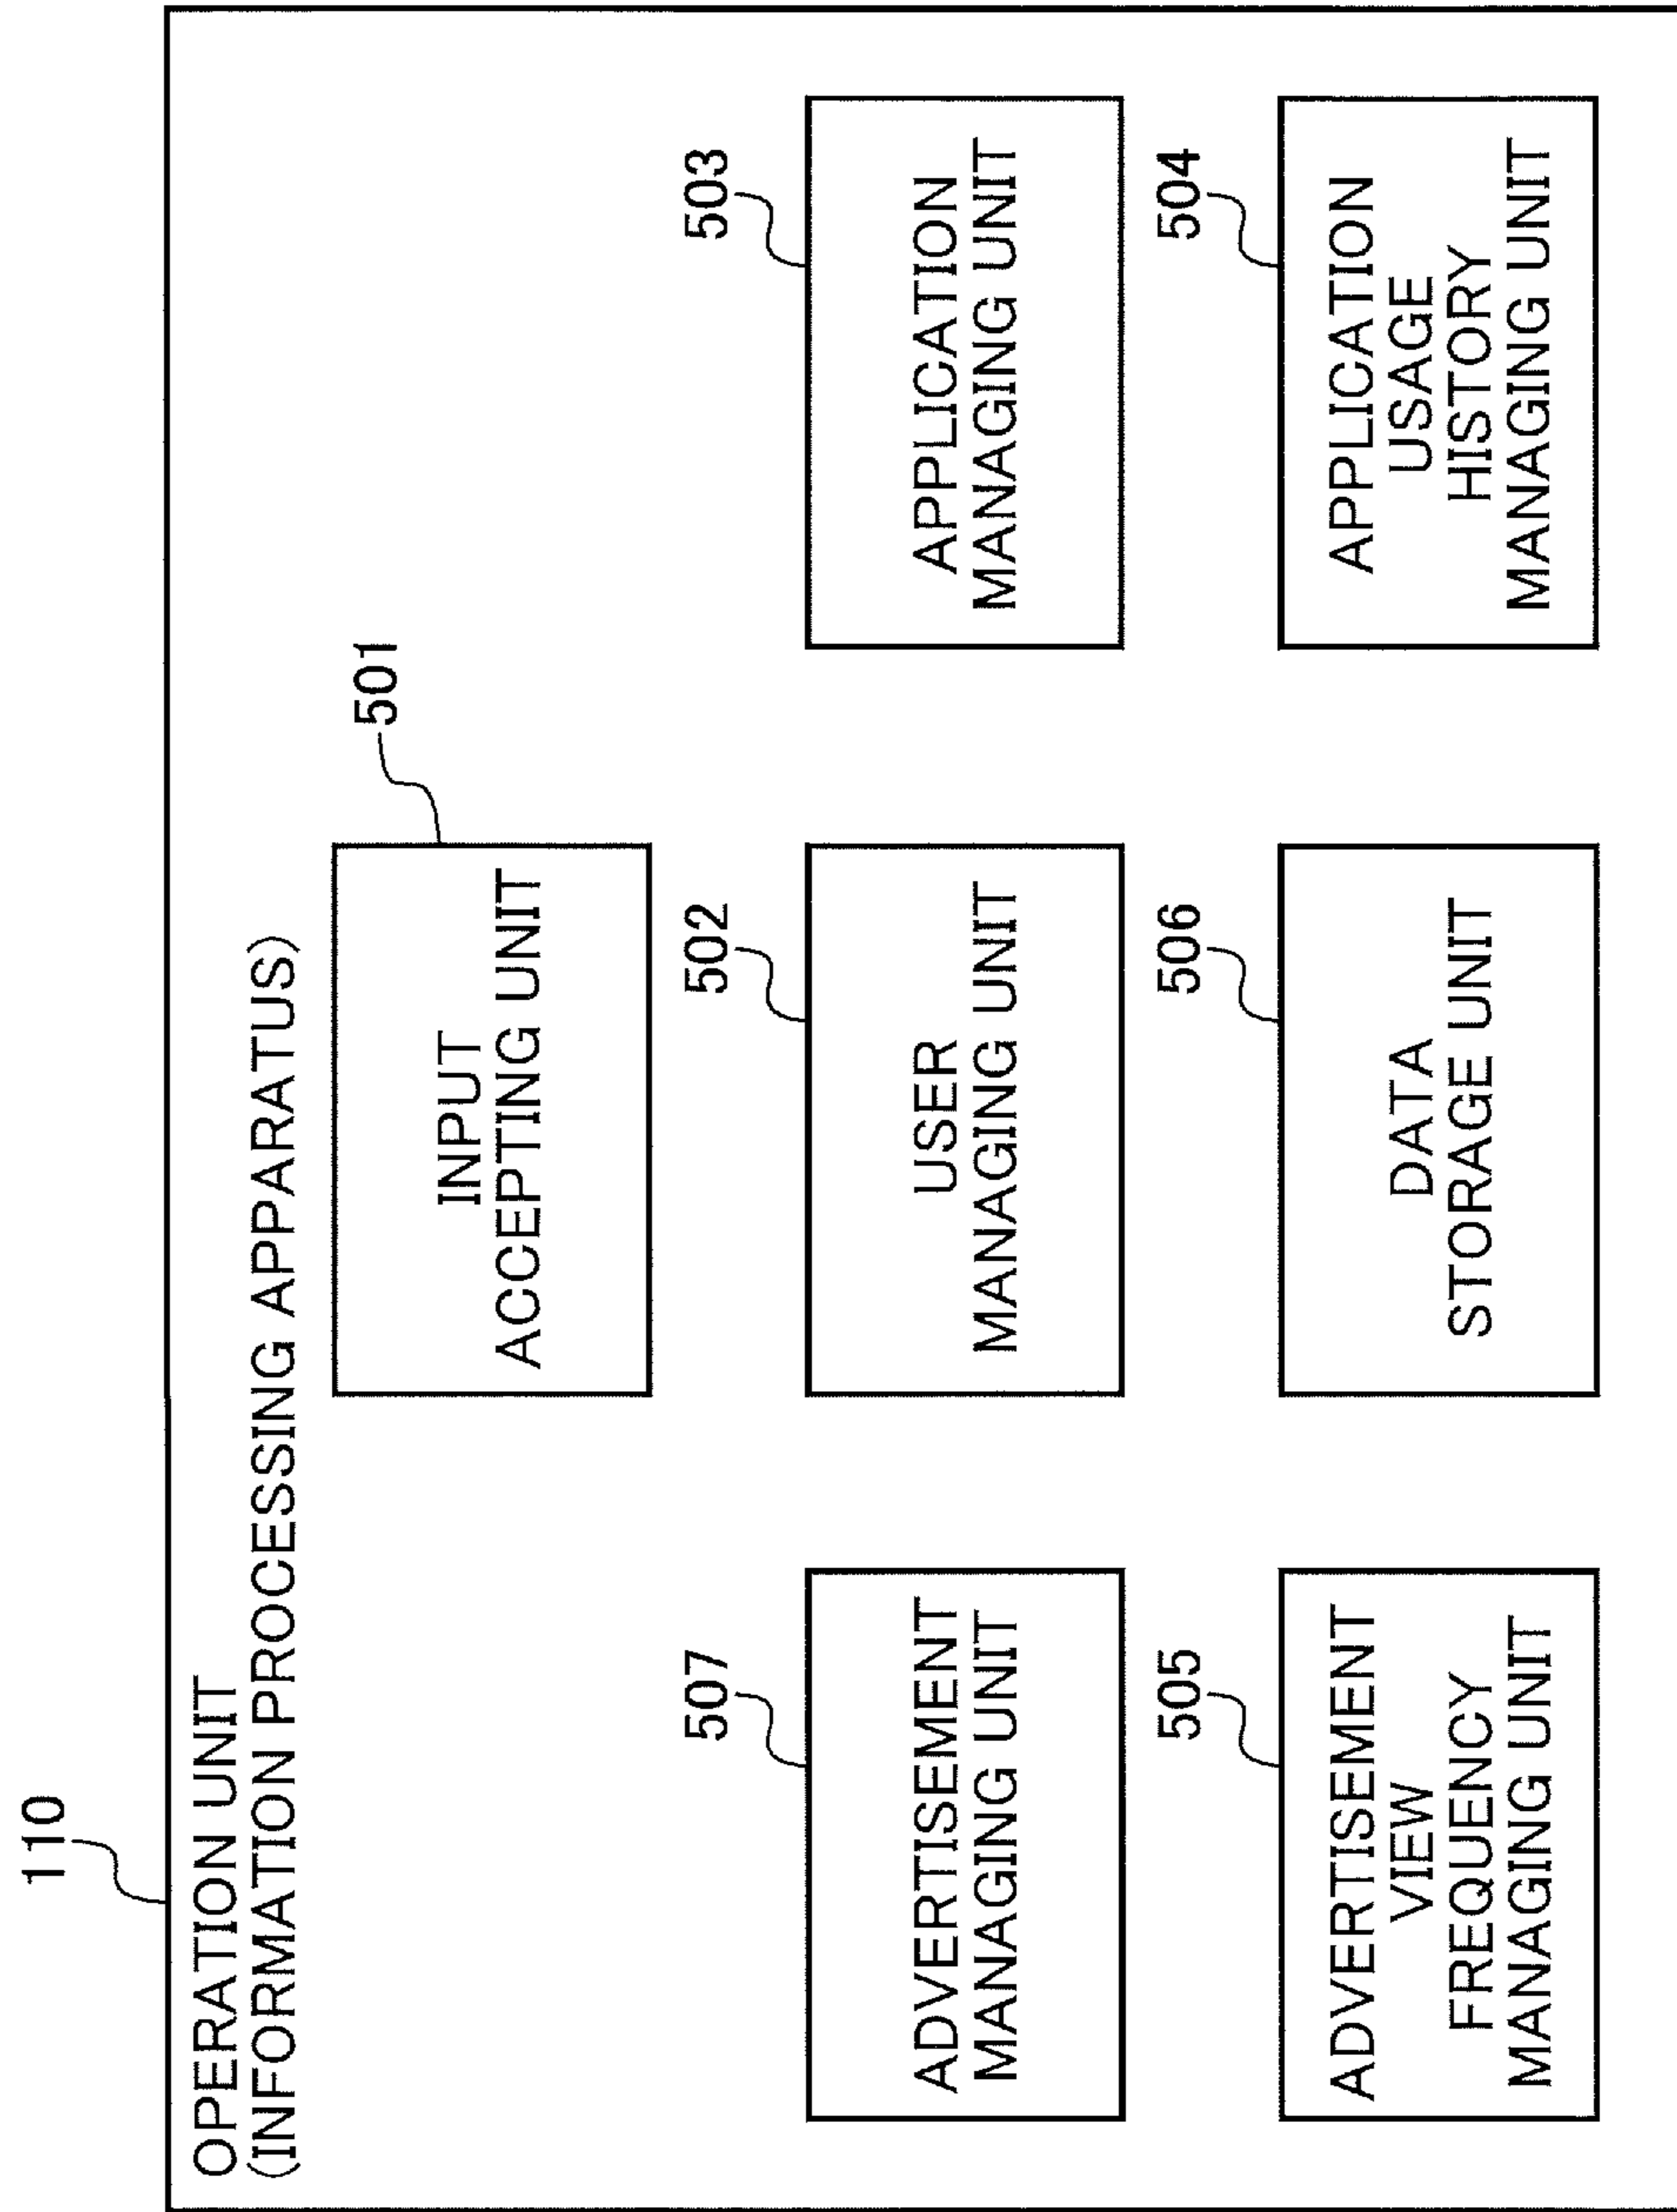 110
OPERATION UNIT
(INFORMATION PROCESSING APPARATUS)
501
INPUT
ACCEPTING UNIT
507
ADVERTISEMENT
MANAGING UNIT
502
USER
MANAGING UNIT
503
APPLICATION
MANAGING UNIT
505
ADVERTISEMENT
VIEW
FREQUENCY
MANAGING UNIT
506
DATA
STORAGE UNIT
504
APPLICATION
USAGE
HISTORY
MANAGING UNIT